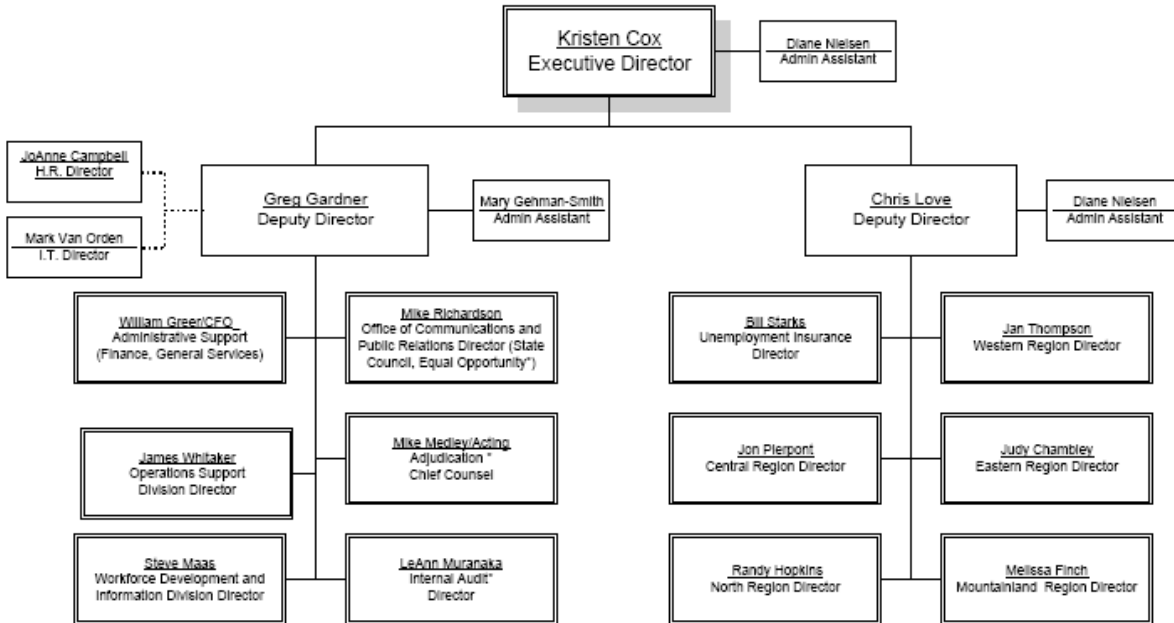 Kristen Cox
Executive Director
Diane Nielsen
Admin Assistant
JoAnne Campbell
H.R. Director
Mark Van Orden
I.T. Director
Greg Gardner
Deputy Director
Mary Gehman-Smith
Admin Assistant
Chris Love
Deputy Director
Diane Nielsen
Admin Assistant
William Greer/CFO_
Administrative Support
(Finance, General Services)
Mike Richardson
Office of Communications and
Public Relations Director (State
Council, Equal Opportunity*)
Bill Starks
Unemployment Insurance
Director
Jan Thompson
Western Region Director
James Whitaker
Operations Support
Division Director
Mike Medley/Acting
Adjudication *
Chief Counsel
Jon Pierpont
Central Region Director
Judy Chambley
Eastern Region Director
Steve Maas
Workforce Development and
Information Division Director
LeAnn Muranaka
Internal Audit*
Director
Randy Hopkins
North Region Director
Melissa Finch
Mountainland Region Director